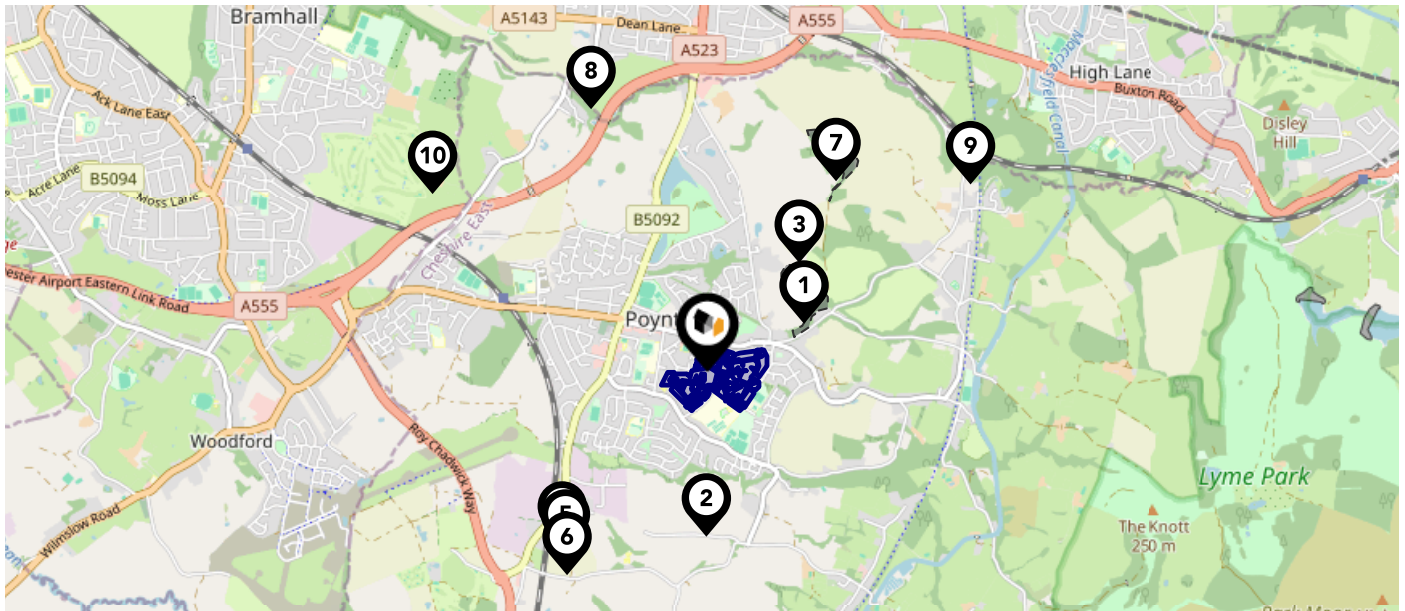 Bramhall
A5143
Dean Lane
A555
A523
High Lane
Buxton Road
Macclesfield Canal
Disley
Hill
8
7
9
10
Ack Lane East
B5094
Acre Lane
Moss Lane
B5092
3
1
Cheshire East
ester Airport Eastern Link Road
A555
Poynt
Woodford
Roy Chadwick Way
Wilmslow Road
2
5
6
Lyme Park
The Knott
250 m